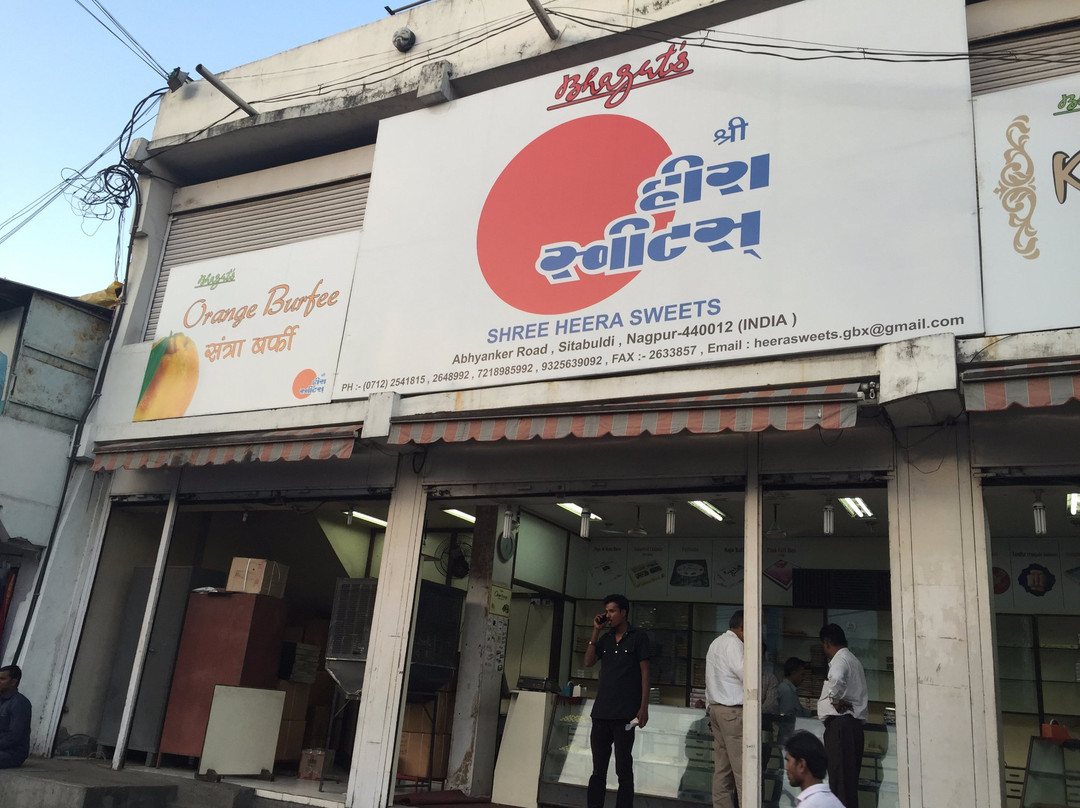 Bhagat's
श्री
हीरा
स्वीटस्
SHREE HEERA SWEETS
Abhyanker Road , Sitabuldi , Nagpur-440012 (INDIA )
PH :- (0712) 2541815 , 2648992 , 7218985992 , 9325639092 , FAX :- 2633857 , Email : heerasweets.gbx@gmail.com
Bhagat's
Orange Burfee
संत्रा बर्फी
हीरा
स्वीटस्